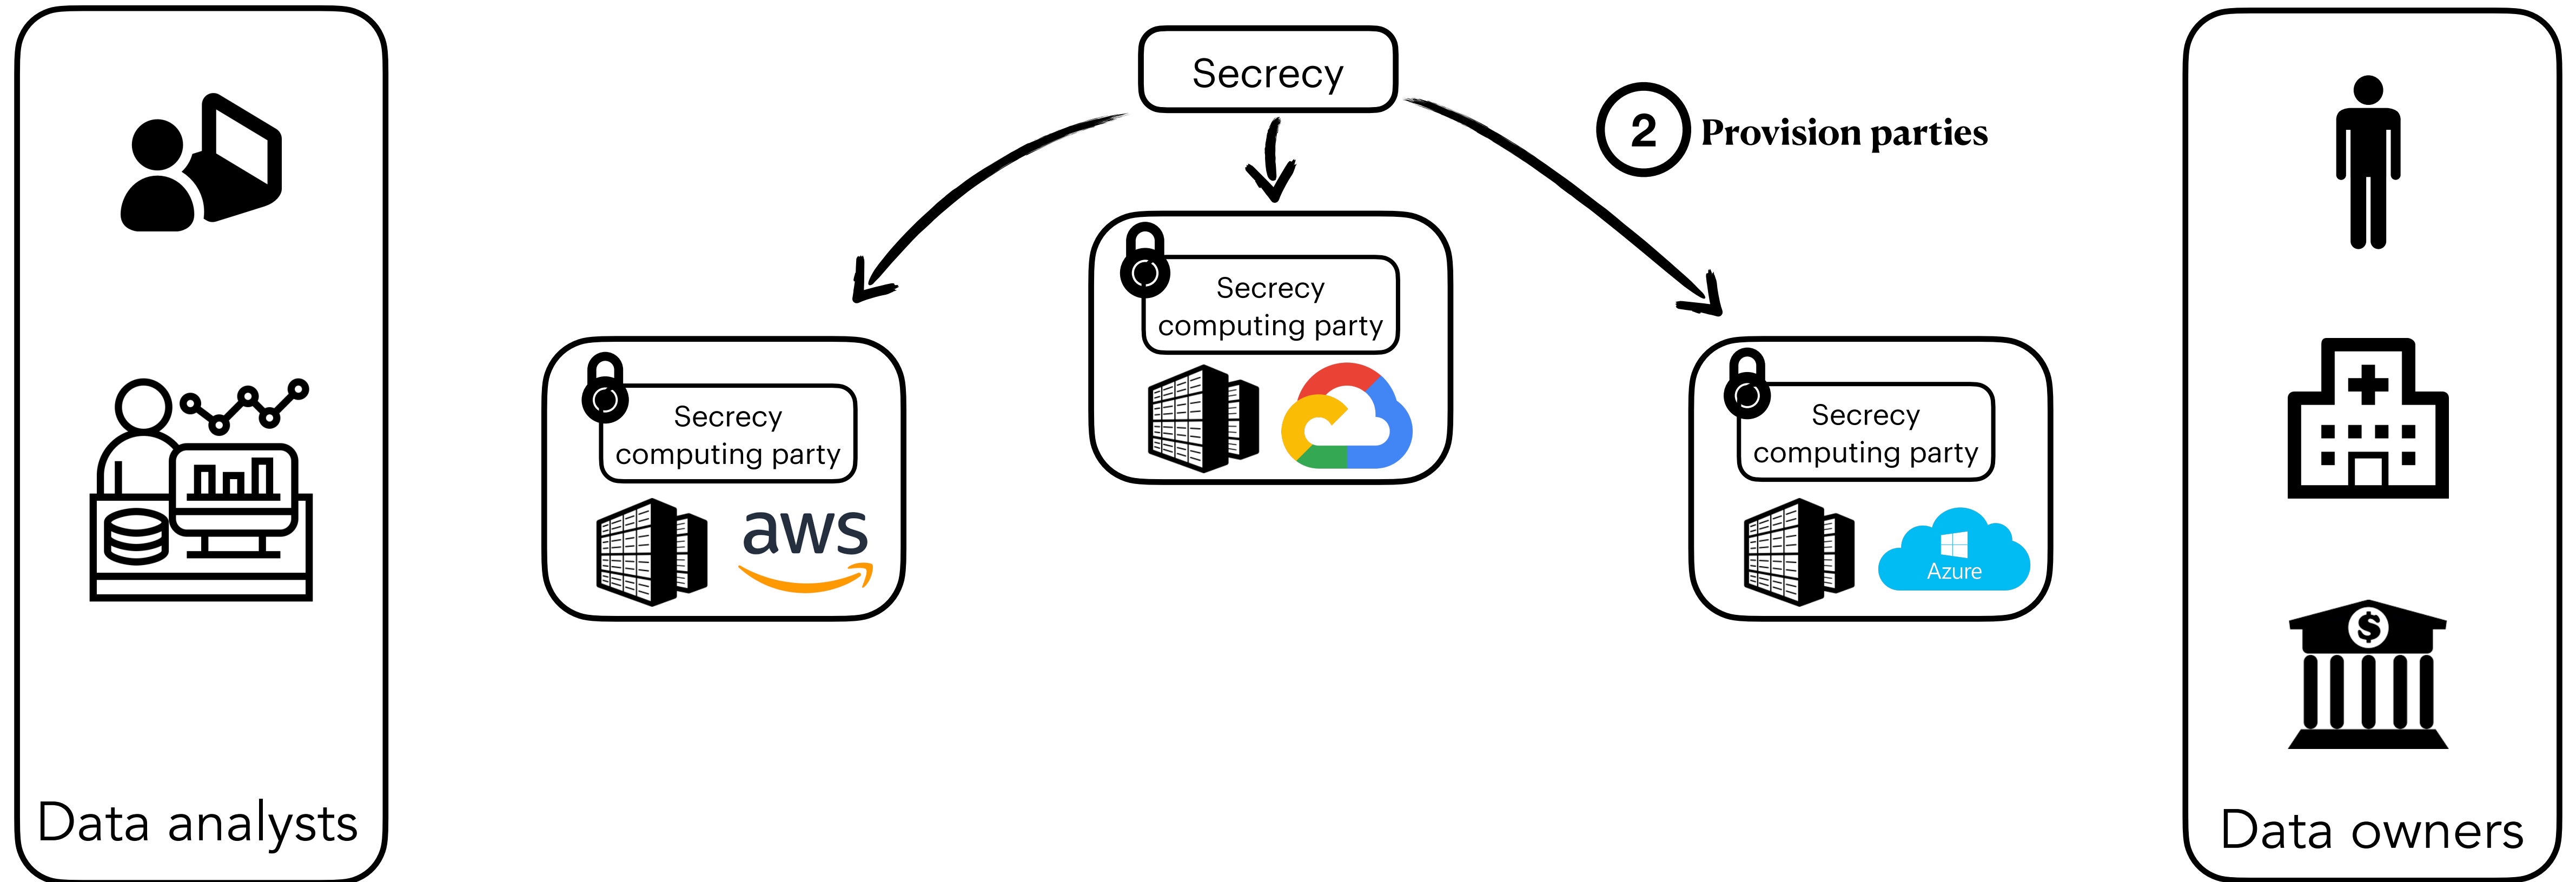 Secrecy
2 Provision parties
Secrecy
computing party
aws
Secrecy
computing party
Secrecy
computing party
Azure
$
Data analysts
Data owners